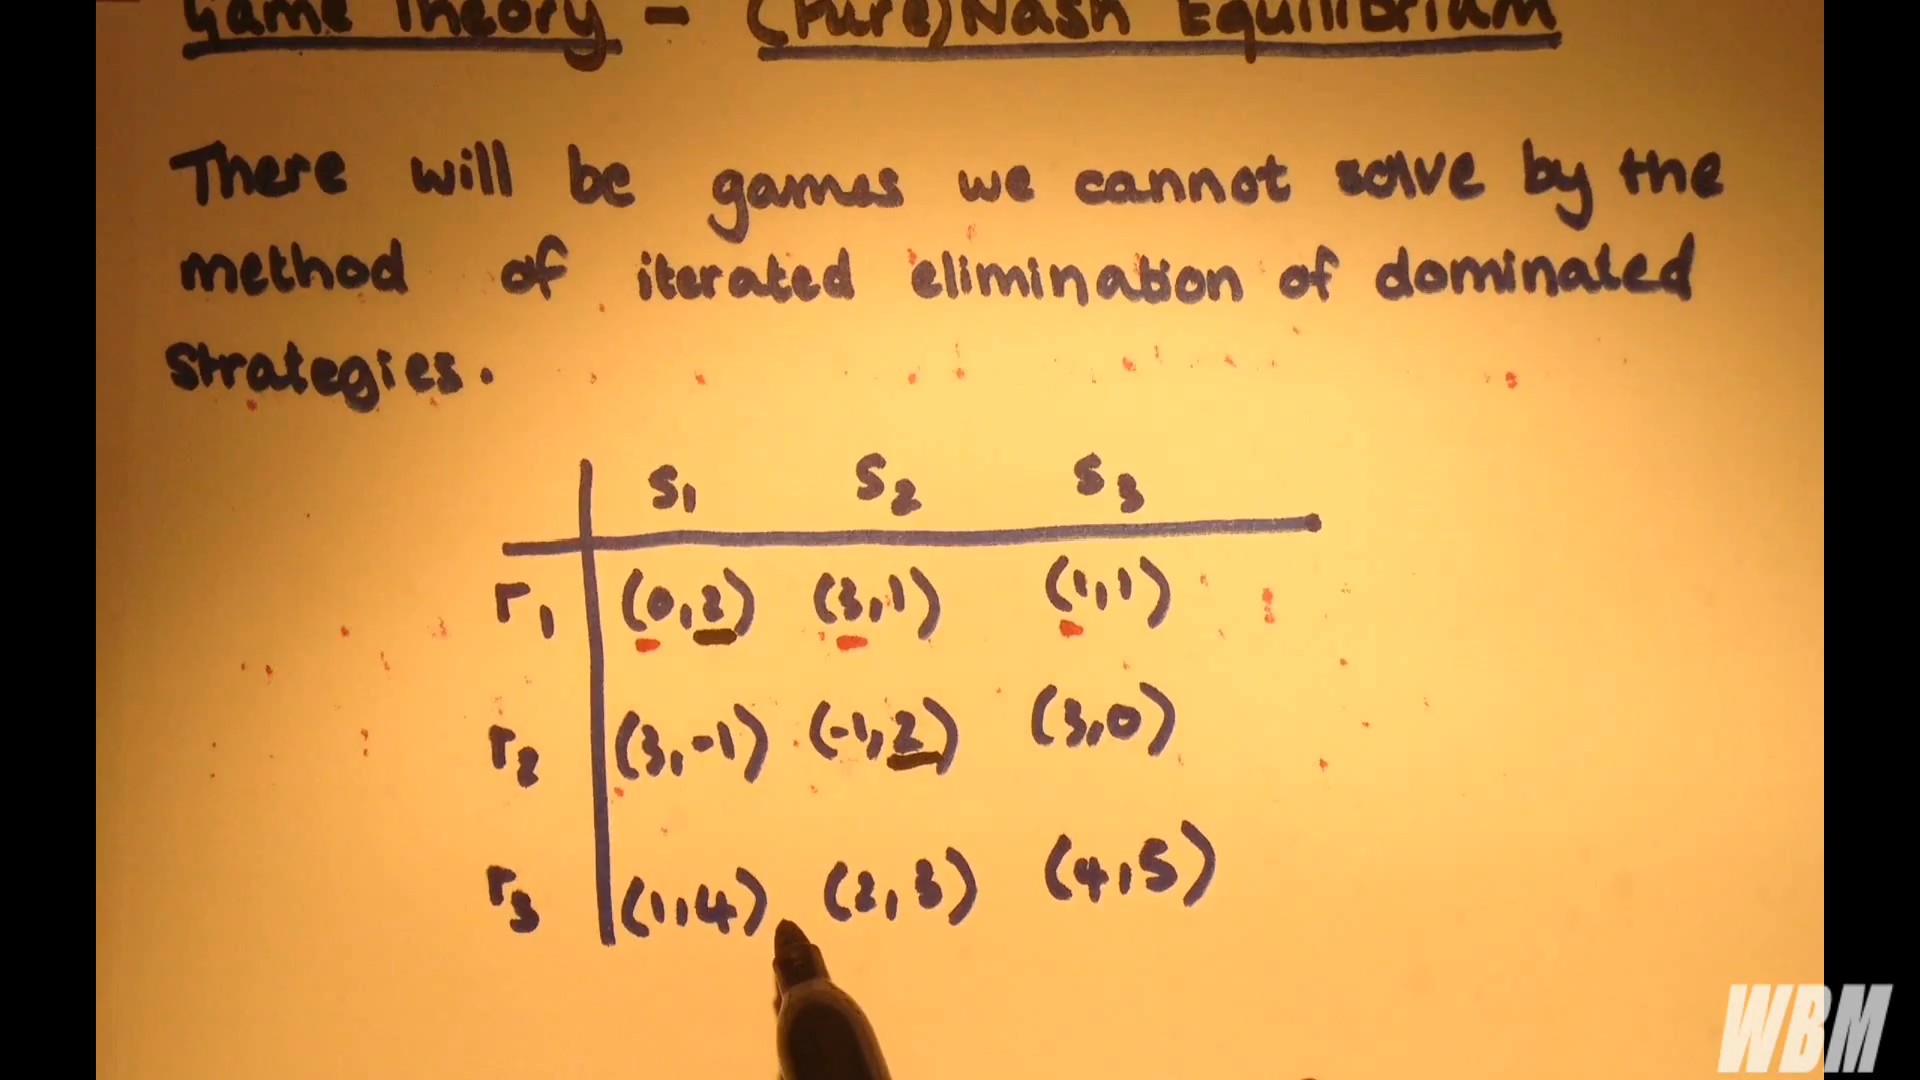 Game Theory - (Pure) Nash Equilibrium
There will be games we cannot solve by the
method of iterated elimination of dominated
strategies.
S1 S2 S3
r1 (0,2) (3,1) (1,1)
r2 (3,-1) (-1,2) (3,0)
r3 (1,4) (2,3) (4,5)
WBM